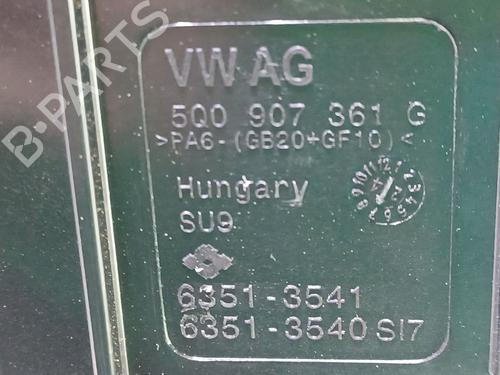 VW AG
5Q0 907 361 G
>PA6-(GB20+GF10)<
Hungary
SU9
6351-3541
6351-3540 SI7
B-PARTS